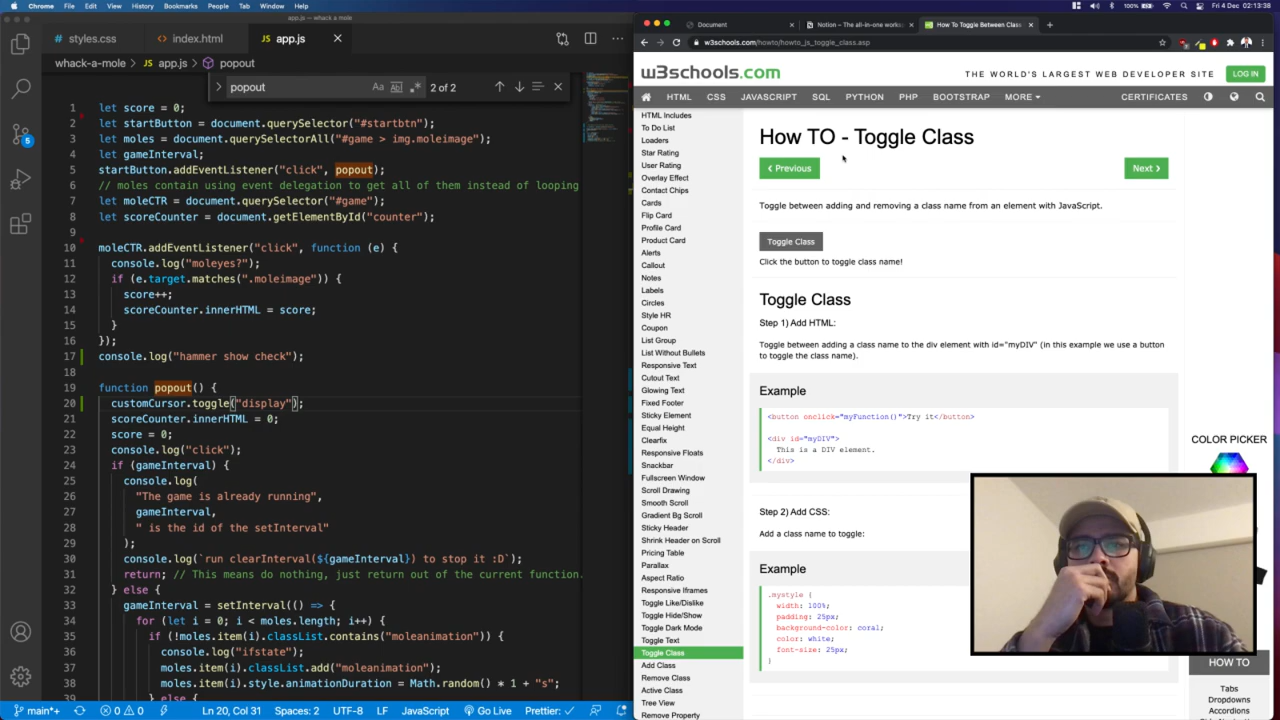 Code
File
Edit
Selection
View
Go
Run
Terminal
Window
Help
100%
Fri 4 Dec 02:13:38
app.js — whack a mole
styles.css
index.html
app.js
whack-a-mole
JS app.js
popout
popout
2 of 2
let score = 0;
startButton = document.querySelector("#start");
moles = document.querySelectorAll("#game .moleimage");
gameInterval;
startButton.addEventListener("click", popout);
moles contain using event delegation to get all of them instead of looping
let moleCTR = document.querySelector("#game");
let scoreCounter = document.getElementById("counter");
moleCTR.addEventListener("click", function (e) {
console.log("moleyes?");
if (e.target.matches(".moleimage")) {
score++;
scoreCounter.innerHTML = score;
}
});
console.log("hammer show check");
function popout() {
customCursor.toggle("display");
score = 0;
console.log("click");
if (gameInterval) {
console.log(
"The game is already running",
gameInterval,
" is the id of the setInterval"
);
console.log(`run clearInterval(${gameInterval}) to stop it :D`);
return; // This means do nothing, just return out of the current function.
} else {
gameInterval = setInterval(() => {
for (let i = 0; i < moles.length; i++) {
if (moles.item(i).classList.contains("moleanimation")) {
console.log("ifstate");
moles.item(i).classList.add("moleanimation");
moles.item(i).style.animationDuration = Math.random() * 2 + "s";
} else {
main*+
0
0
Ln 20, Col 31
Spaces: 2
UTF-8
LF
JavaScript
Go Live
Prettier: ✓
Document
Notion – The all-in-one works
How To Toggle Between Class
w3schools.com/howto/howto_js_toggle_class.asp
w3schools.com
THE WORLD'S LARGEST WEB DEVELOPER SITE
LOG IN
HTML
CSS
JAVASCRIPT
SQL
PYTHON
PHP
BOOTSTRAP
MORE
CERTIFICATES
HTML Includes
To Do List
Loaders
Star Rating
User Rating
Overlay Effect
Contact Chips
Cards
Flip Card
Profile Card
Product Card
Alerts
Callout
Notes
Labels
Circles
Style HR
Coupon
List Group
List Without Bullets
Responsive Text
Cutout Text
Glowing Text
Fixed Footer
Sticky Element
Equal Height
Clearfix
Responsive Floats
Snackbar
Fullscreen Window
Scroll Drawing
Smooth Scroll
Gradient Bg Scroll
Sticky Header
Shrink Header on Scroll
Pricing Table
Parallax
Aspect Ratio
Responsive Iframes
Toggle Like/Dislike
Toggle Hide/Show
Toggle Dark Mode
Toggle Text
Toggle Class
Add Class
Remove Class
Active Class
Tree View
Remove Property
How TO - Toggle Class
❮ Previous
Next ❯
Toggle between adding and removing a class name from an element with JavaScript.
Toggle Class
Click the button to toggle class name!
Toggle Class
Step 1) Add HTML:
Toggle between adding a class name to the div element with id="myDIV" (in this example we use a button
to toggle the class name).
Example
<button onclick="myFunction()">Try it</button>
<div id="myDIV">
This is a DIV element.
</div>
Step 2) Add CSS:
Add a class name to toggle:
Example
.mystyle {
width: 100%;
padding: 25px;
background-color: coral;
color: white;
font-size: 25px;
}
COLOR PICKER
HOW TO
Tabs
Dropdowns
Accordions